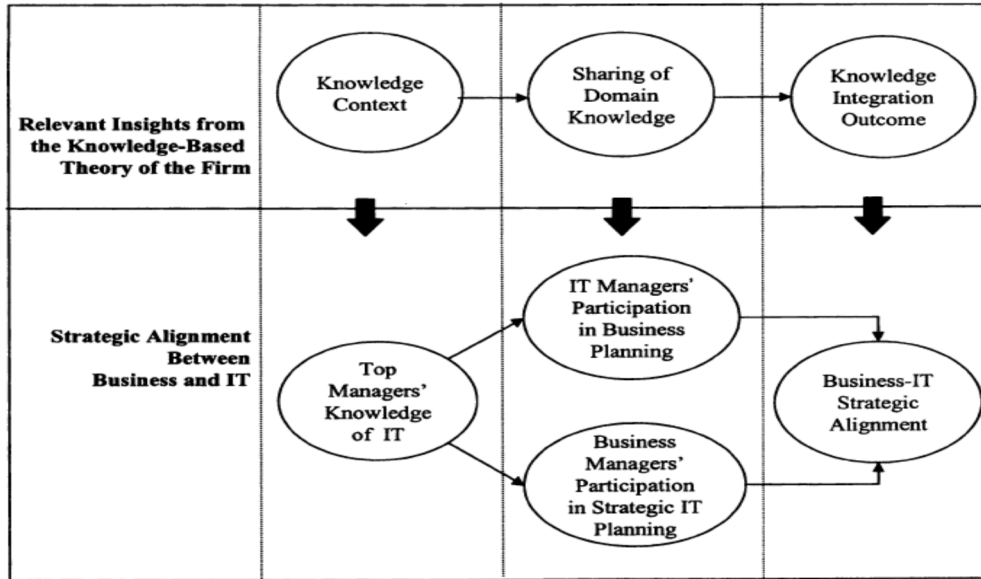 Knowledge
Context
Sharing of
Domain
Knowledge
Knowledge
Integration
Outcome
Relevant Insights from
the Knowledge-Based
Theory of the Firm
Strategic Alignment
Between
Business and IT
Top
Managers'
Knowledge
of IT
IT Managers'
Participation
in Business
Planning
Business
Managers'
Participation
in Strategic IT
Planning
Business-IT
Strategic
Alignment